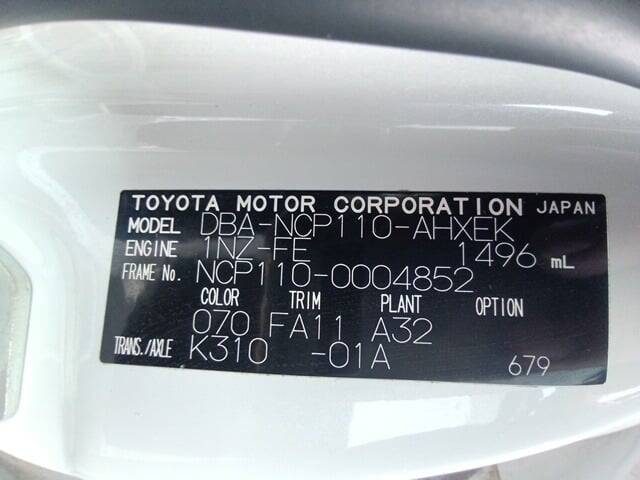 TOYOTA MOTOR CORPORATION JAPAN
MODEL DBA-NCP110-AHXEK
ENGINE 1NZ-FE 1496 mL
FRAME No. NCP110-0004852
COLOR TRIM PLANT OPTION
070 FA11 A32
TRANS./AXLE K310 -01A
679